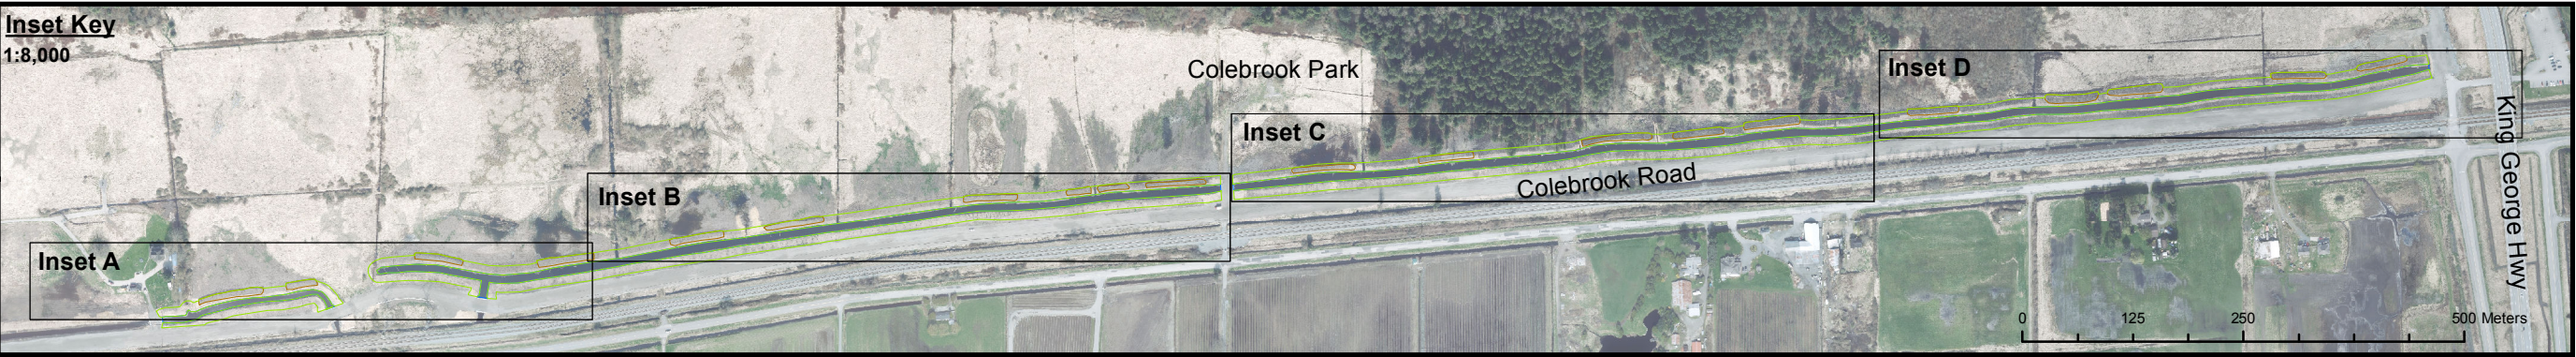 Inset Key
1:8,000
Colebrook Park
Inset D
Inset C
King George Hwy
Inset B
Colebrook Road
Inset A
0 125 250 500 Meters